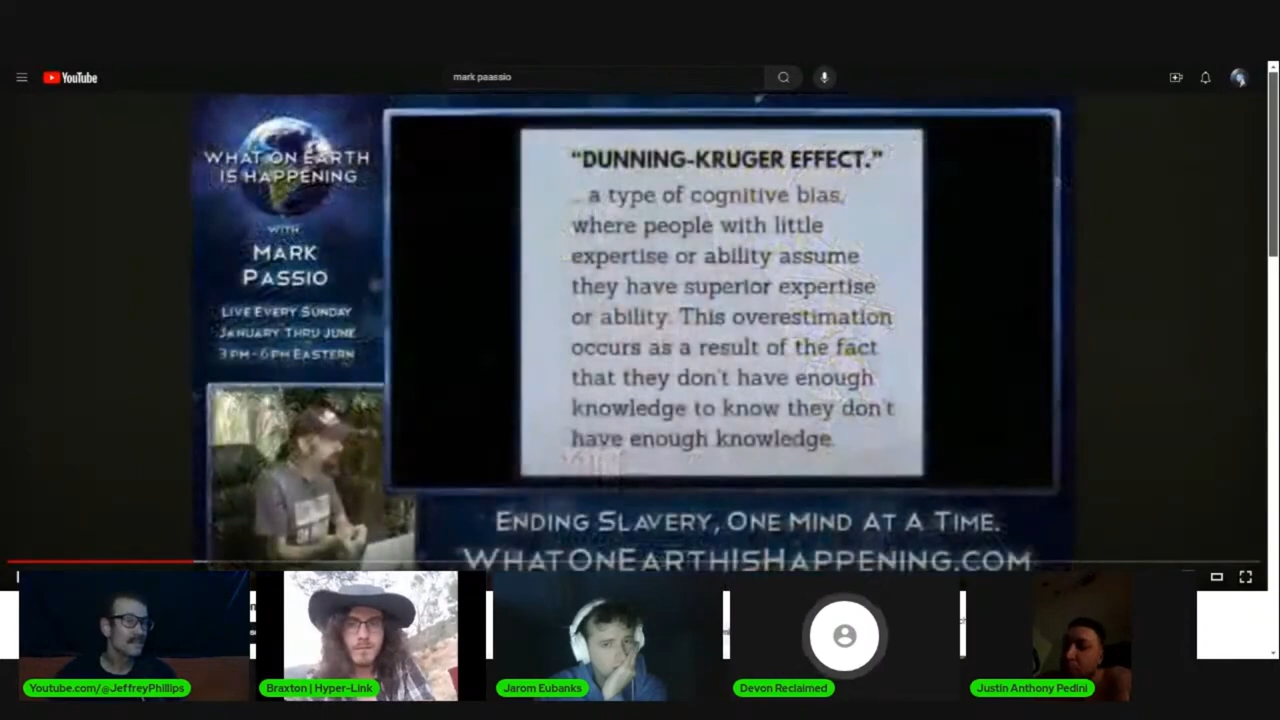 YouTube
mark paassio
WHAT ON EARTH
IS HAPPENING
WITH
MARK
PASSIO
LIVE EVERY SUNDAY
JANUARY THRU JUNE
3 PM - 6 PM EASTERN
“DUNNING-KRUGER EFFECT.”
...a type of cognitive bias,
where people with little
expertise or ability assume
they have superior expertise
or ability. This overestimation
occurs as a result of the fact
that they don't have enough
knowledge to know they don't
have enough knowledge.
ENDING SLAVERY, ONE MIND AT A TIME.
WHATONEARTHISHAPPENING.COM
Youtube.com/@JeffreyPhillips
Braxton | Hyper-Link
Jarom Eubanks
Devon Reclaimed
Justin Anthony Pedini